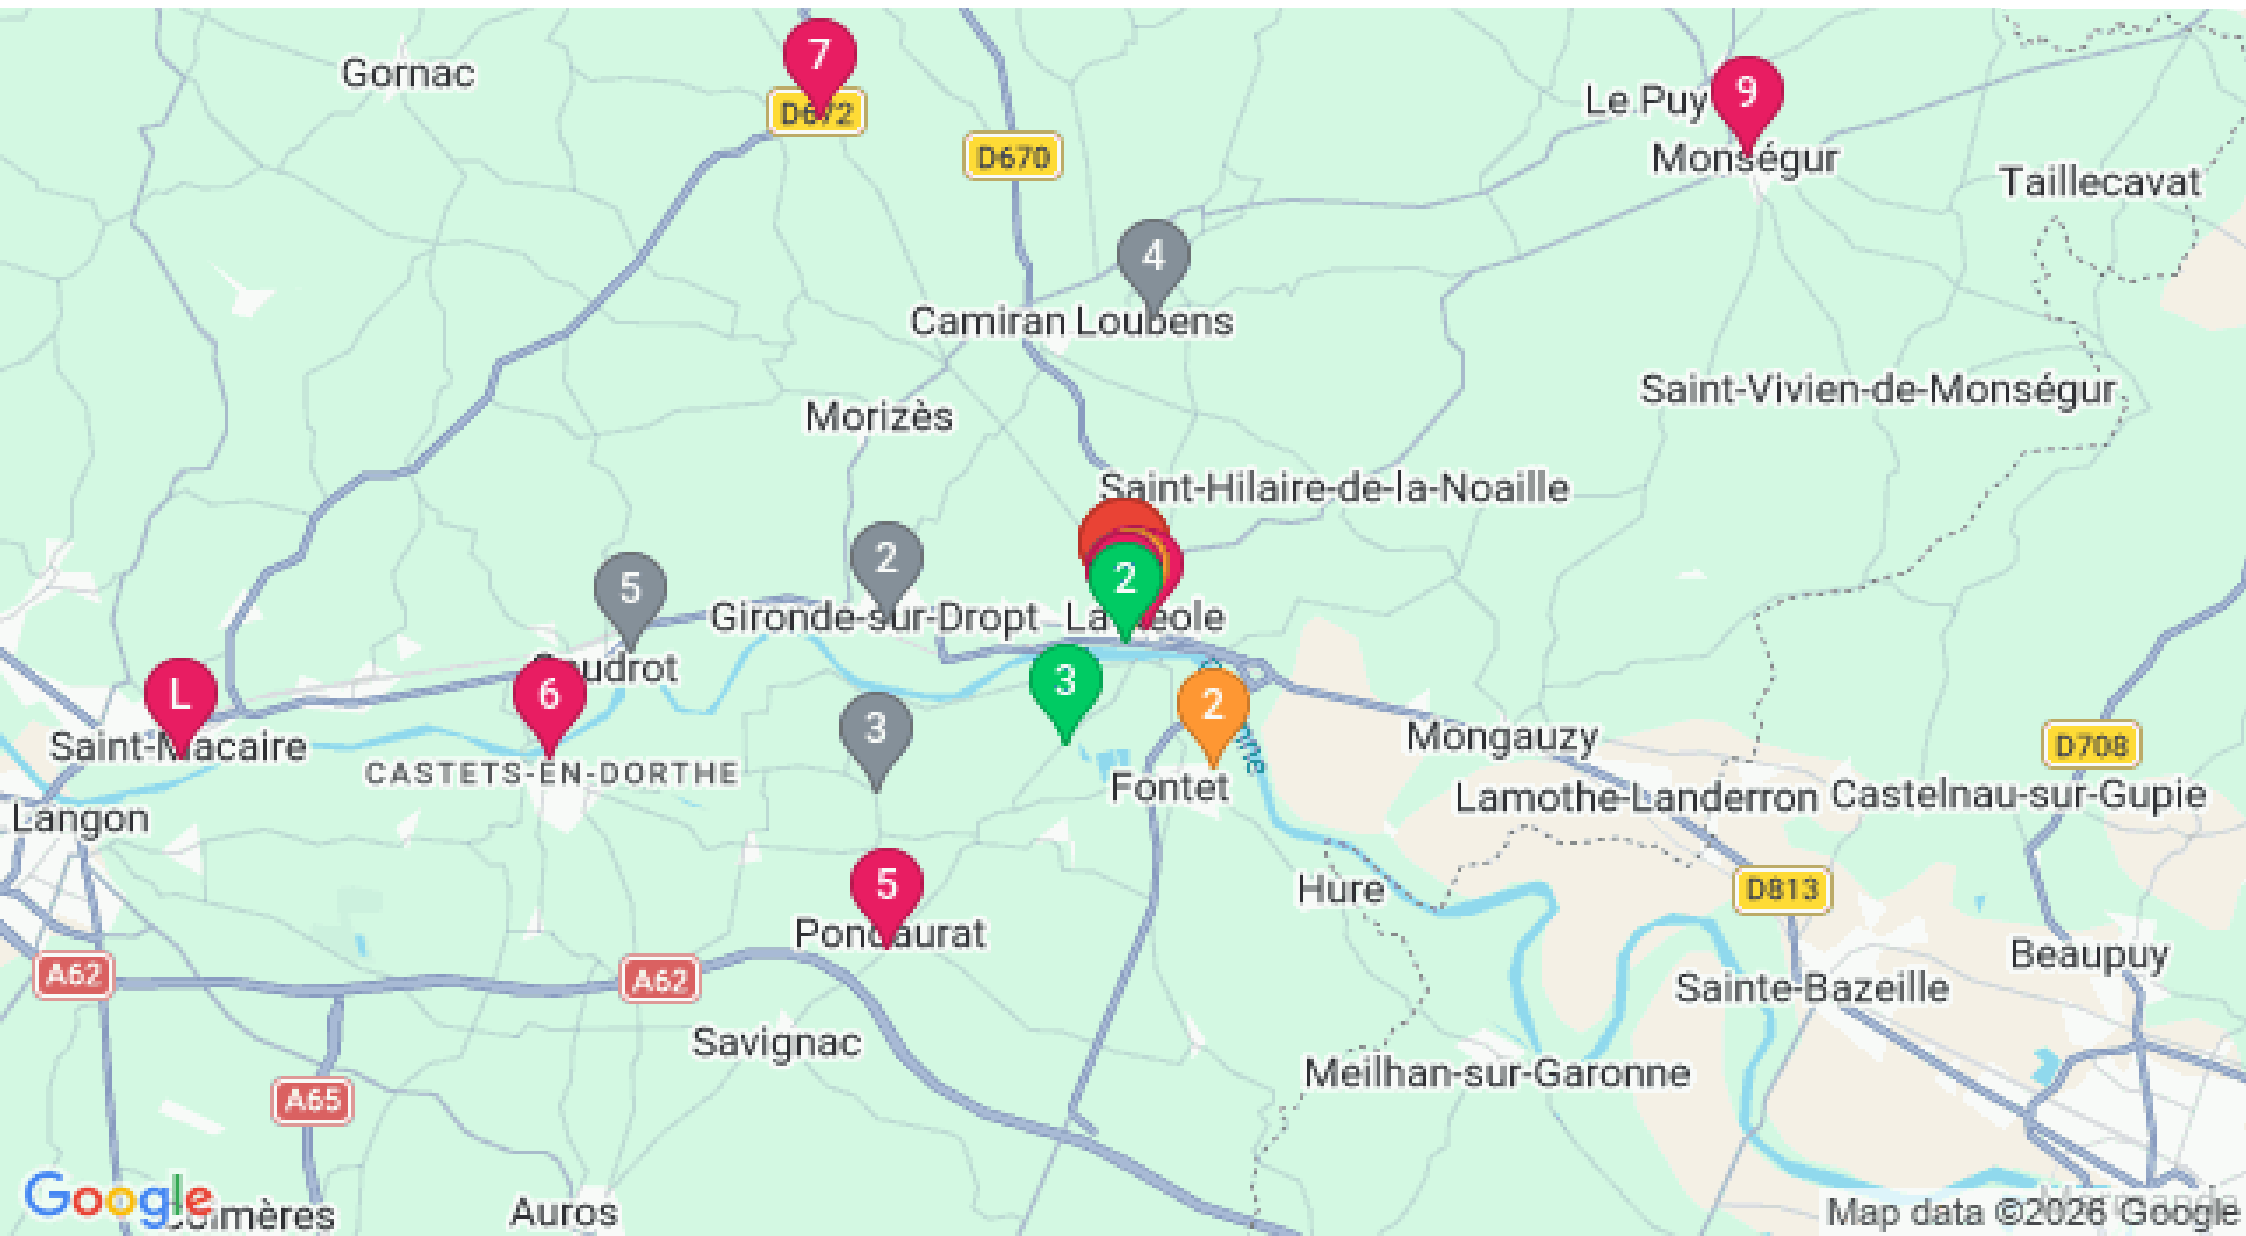 7
Gornac
D672
9
Le Puy
D670
Monségur
Taillecavat
4
Camiran Loubens
Saint-Vivien-de-Monségur
Morizès
Saint-Hilaire-de-la-Noaille
2
5
2
Gironde-sur-Dropt
La Réole
L
6
3
2
3
Saint-Macaire
CASTETS-EN-DORTHE
Mongauzy
D708
Fontet
Lamothe-Landerron
Castelnau-sur-Gupie
Langon
5
Hure
D813
Pondaurat
A62
A62
Beaupuy
Sainte-Bazeille
Savignac
Meilhan-sur-Garonne
A65
Google
Auros
Map data ©2026 Google